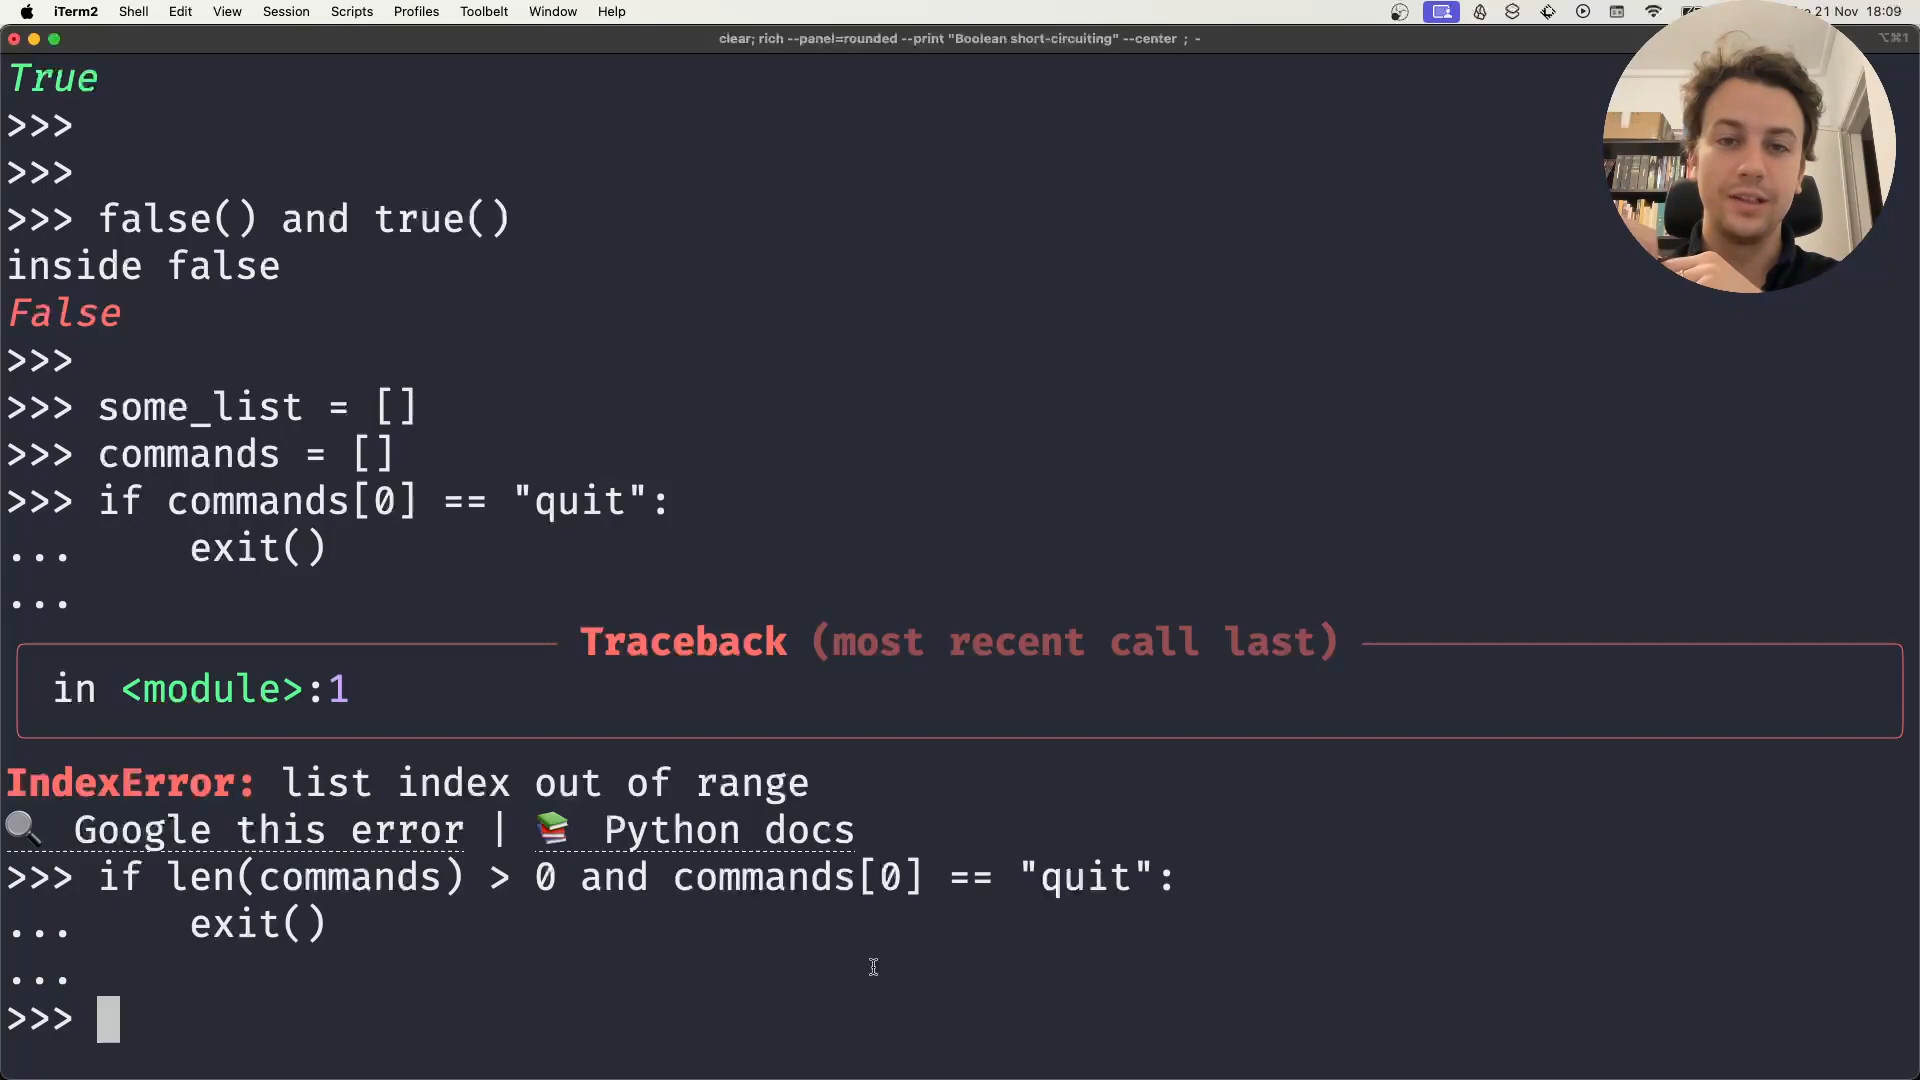 iTerm2 Shell Edit View Session Scripts Profiles Toolbelt Window Help
21 Nov 18:09
clear; rich --panel=rounded --print "Boolean short-circuiting" --center ; -
⌥⌘1
True
>>>
>>>
>>> false() and true()
inside false
False
>>>
>>> some_list = []
>>> commands = []
>>> if commands[0] == "quit":
...     exit()
...
Traceback (most recent call last)
in <module>:1
IndexError: list index out of range
🔍 Google this error | 📚 Python docs
>>> if len(commands) > 0 and commands[0] == "quit":
...     exit()
...
>>>